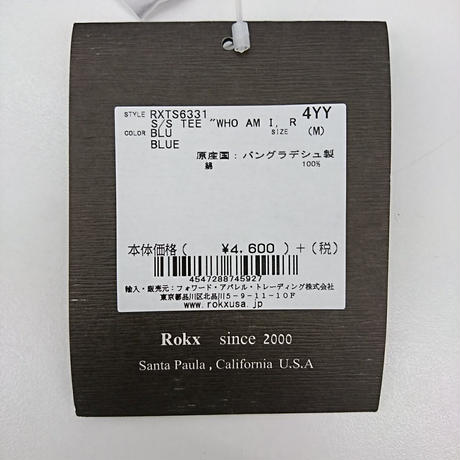 STYLE RXTS6331 4YY
S/S TEE "WHO AM I, R SIZE (M)
COLOR BLU
BLUE
原産国：バングラデシュ製
綿 100%
本体価格( ¥4,600 )+(税)
4547288745927
輸入・販売元：フォワード・アパレル・トレーディング株式会社
東京都品川区北品川5-9-11-10F
www.rokxusa.jp
Rokx since 2000
Santa Paula , California U.S.A